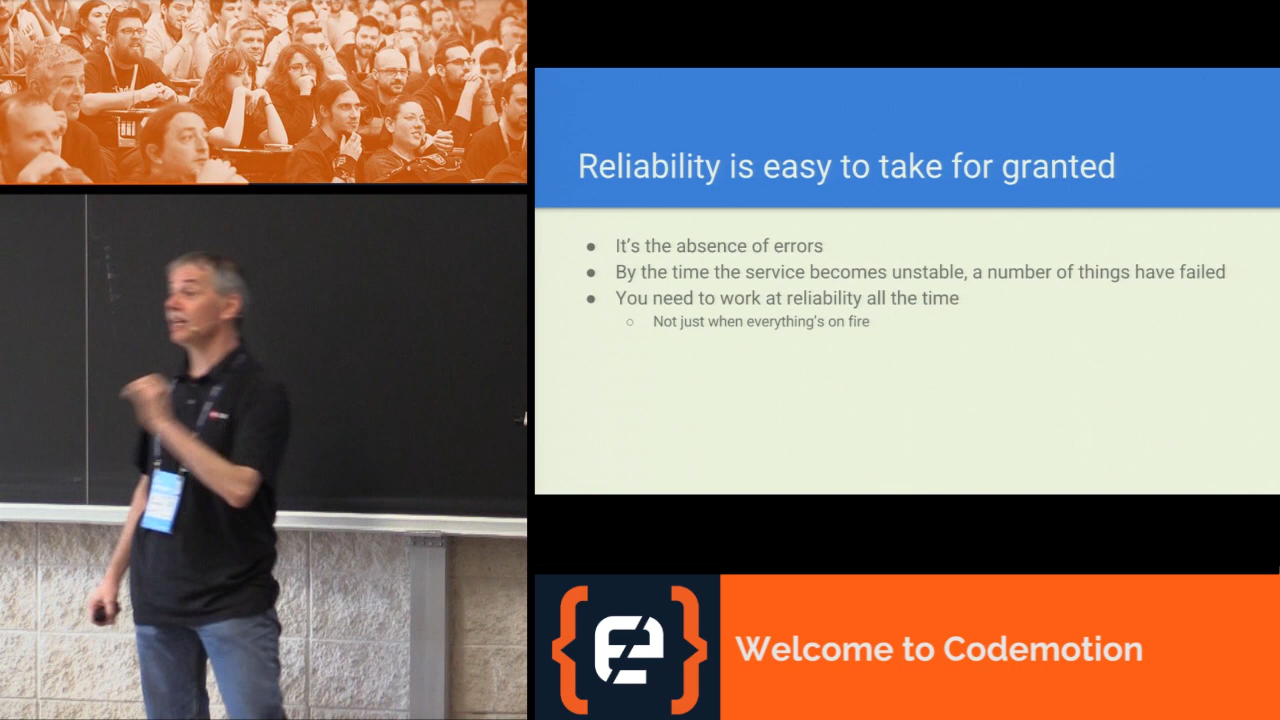 Reliability is easy to take for granted
● It’s the absence of errors
● By the time the service becomes unstable, a number of things have failed
● You need to work at reliability all the time
○ Not just when everything’s on fire
Welcome to Codemotion